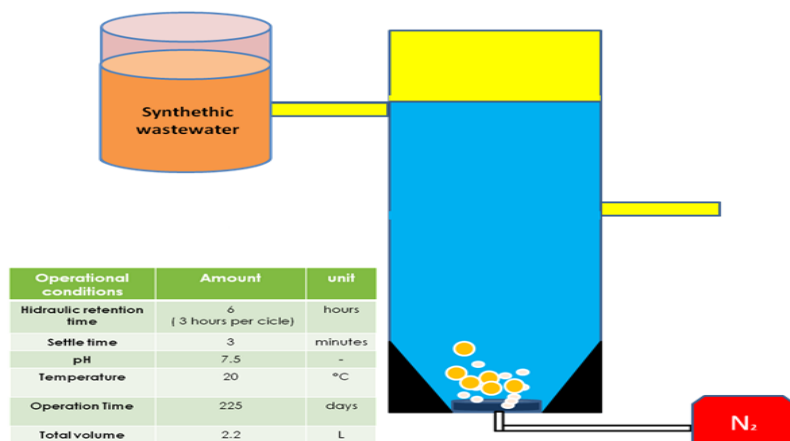 Synthethic
wastewater
Operational conditions Amount unit
Hidraulic retention time 6 ( 3 hours per cicle) hours
Settle time 3 minutes
pH 7.5 -
Temperature 20 °C
Operation Time 225 days
Total volume 2.2 L
N₂